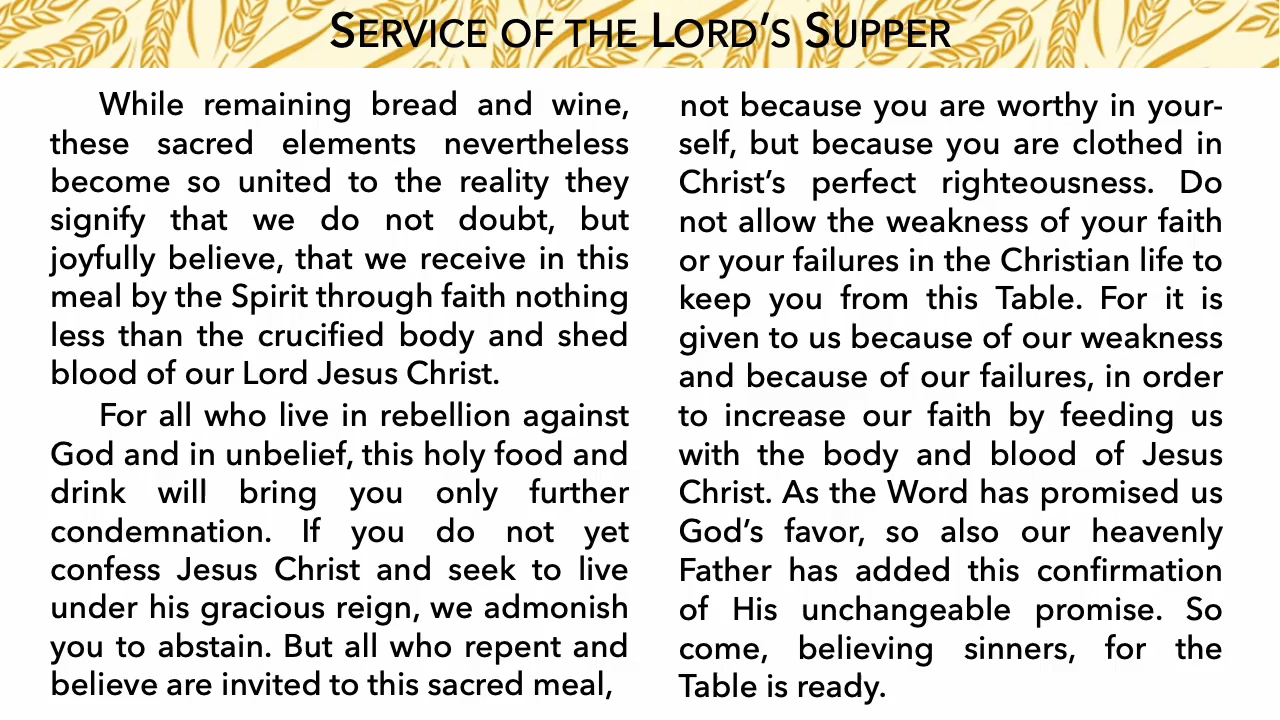 Service of the Lord's Supper
While remaining bread and wine,
these sacred elements nevertheless
become so united to the reality they
signify that we do not doubt, but
joyfully believe, that we receive in this
meal by the Spirit through faith nothing
less than the crucified body and shed
blood of our Lord Jesus Christ.
For all who live in rebellion against
God and in unbelief, this holy food and
drink will bring you only further
condemnation. If you do not yet
confess Jesus Christ and seek to live
under his gracious reign, we admonish
you to abstain. But all who repent and
believe are invited to this sacred meal,
not because you are worthy in your-
self, but because you are clothed in
Christ's perfect righteousness. Do
not allow the weakness of your faith
or your failures in the Christian life to
keep you from this Table. For it is
given to us because of our weakness
and because of our failures, in order
to increase our faith by feeding us
with the body and blood of Jesus
Christ. As the Word has promised us
God's favor, so also our heavenly
Father has added this confirmation
of His unchangeable promise. So
come, believing sinners, for the
Table is ready.